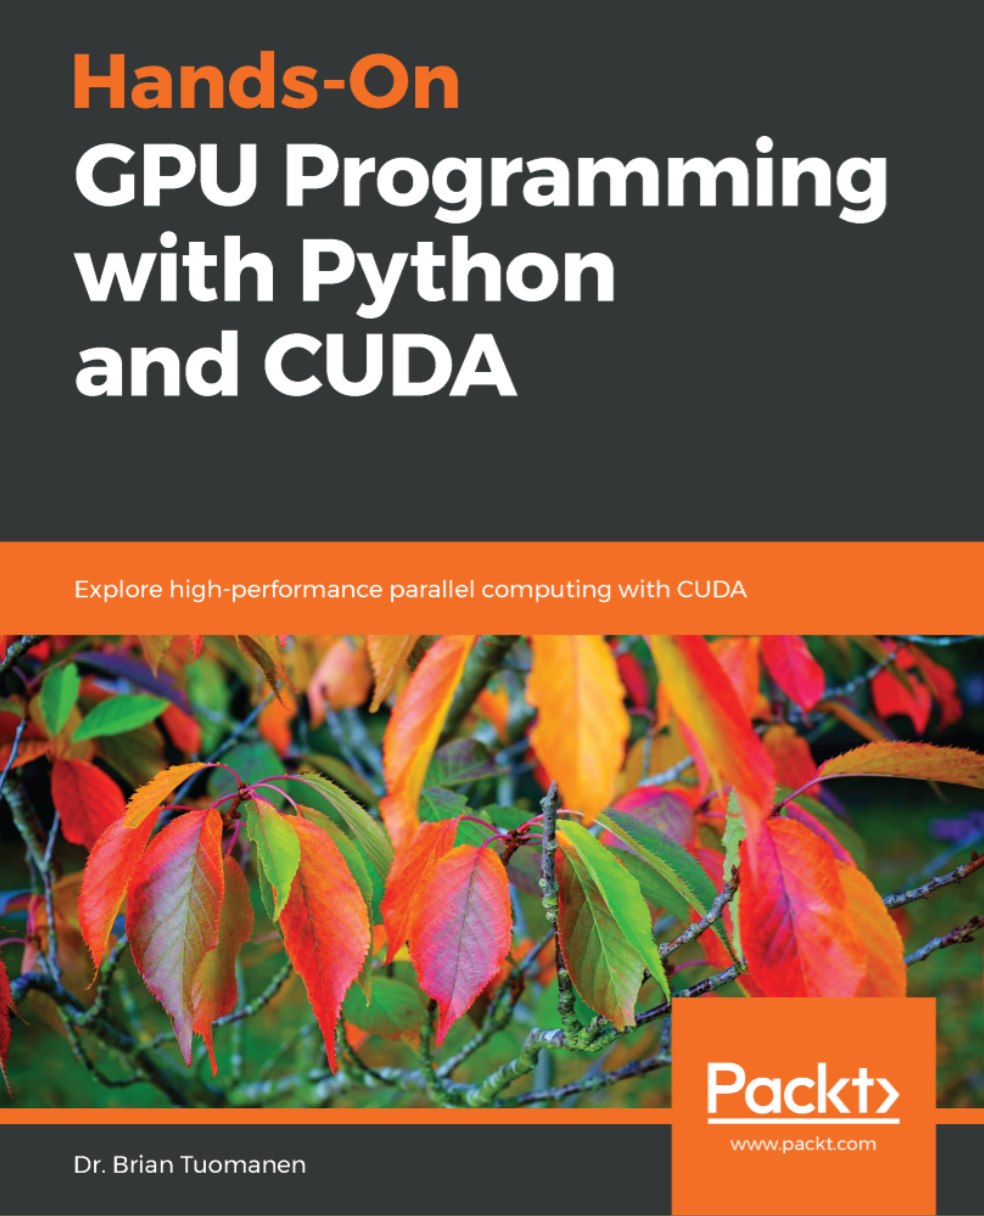 Hands-On
GPU Programming
with Python
and CUDA
Explore high-performance parallel computing with CUDA
Packt>
www.packt.com
Dr. Brian Tuomanen